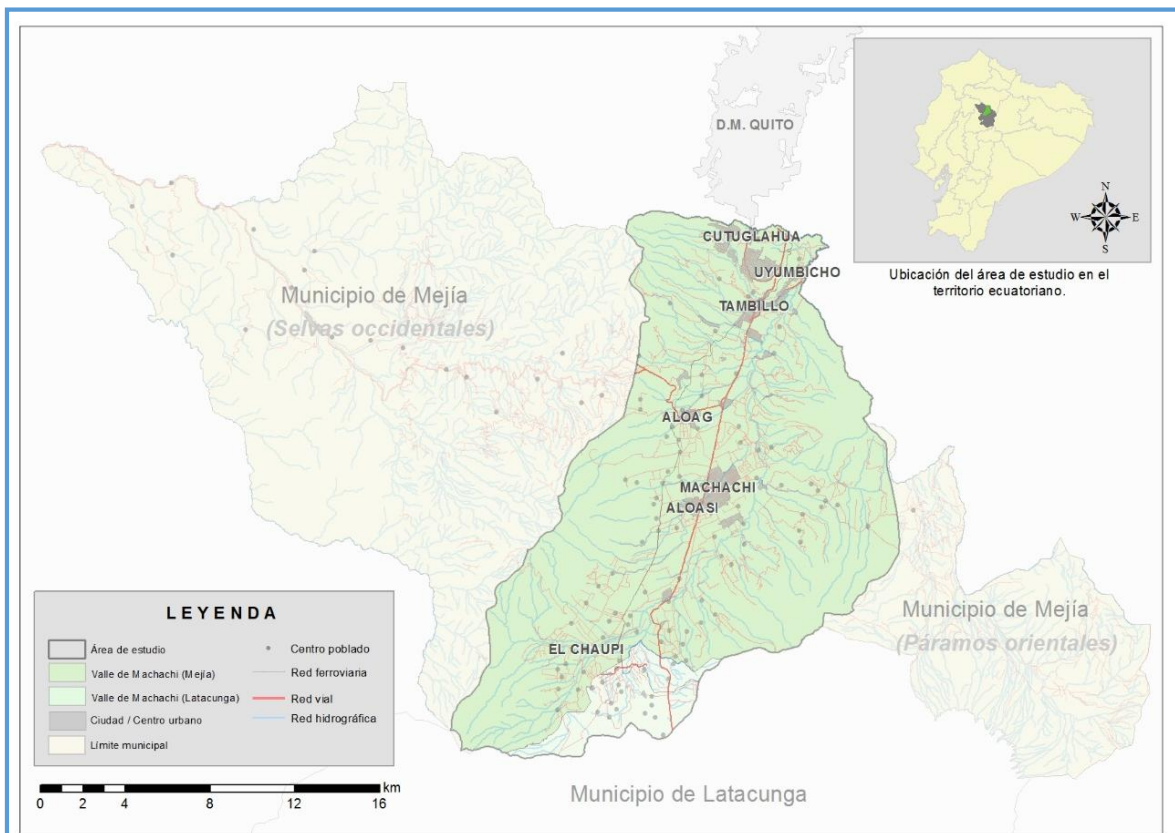 D.M. QUITO
N
W
E
S
Ubicación del área de estudio en el
territorio ecuatoriano.
CUTUGLAHUA
UYUMBICHO
TAMBILLO
Municipio de Mejía
(Selvas occidentales)
ALOAG
MACHACHI
ALOASI
Municipio de Mejía
(Páramos orientales)
EL CHAUPI
LEYENDA
Área de estudio
Valle de Machachi (Mejía)
Valle de Machachi (Latacunga)
Ciudad / Centro urbano
Límite municipal
Centro poblado
Red ferroviaria
Red vial
Red hidrográfica
km
0 2 4 8 12 16
Municipio de Latacunga